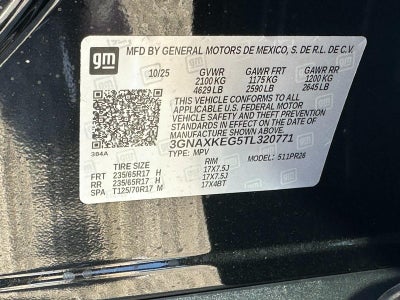 gm
MFD BY GENERAL MOTORS DE MEXICO, S. DE R.L. DE C.V.
10/25 GVWR GAWR FRT GAWR RR
2100 KG 1175 KG 1200 KG
4629 LB 2590 LB 2645 LB
THIS VEHICLE CONFORMS TO ALL
APPLICABLE U.S. FEDERAL MOTOR
VEHICLE SAFETY AND THEFT
PREVENTION STANDARDS IN EFFECT
ON THE DATE OF MANUFACTURE
SHOWN ABOVE.
3GNAXKEG5TL320771
TYPE: MPV MODEL: 511PR26
TIRE SIZE RIM
FRT 235/65R17 H 17X7.5J
RR 235/65R17 H 17X7.5J
SPA T125/70R17 M 17X4BT